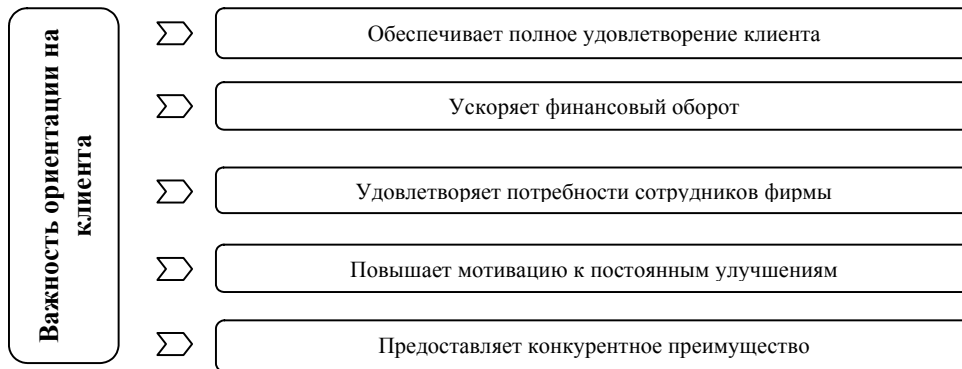 Важность ориентации на
клиента
Обеспечивает полное удовлетворение клиента
Ускоряет финансовый оборот
Удовлетворяет потребности сотрудников фирмы
Повышает мотивацию к постоянным улучшениям
Предоставляет конкурентное преимущество